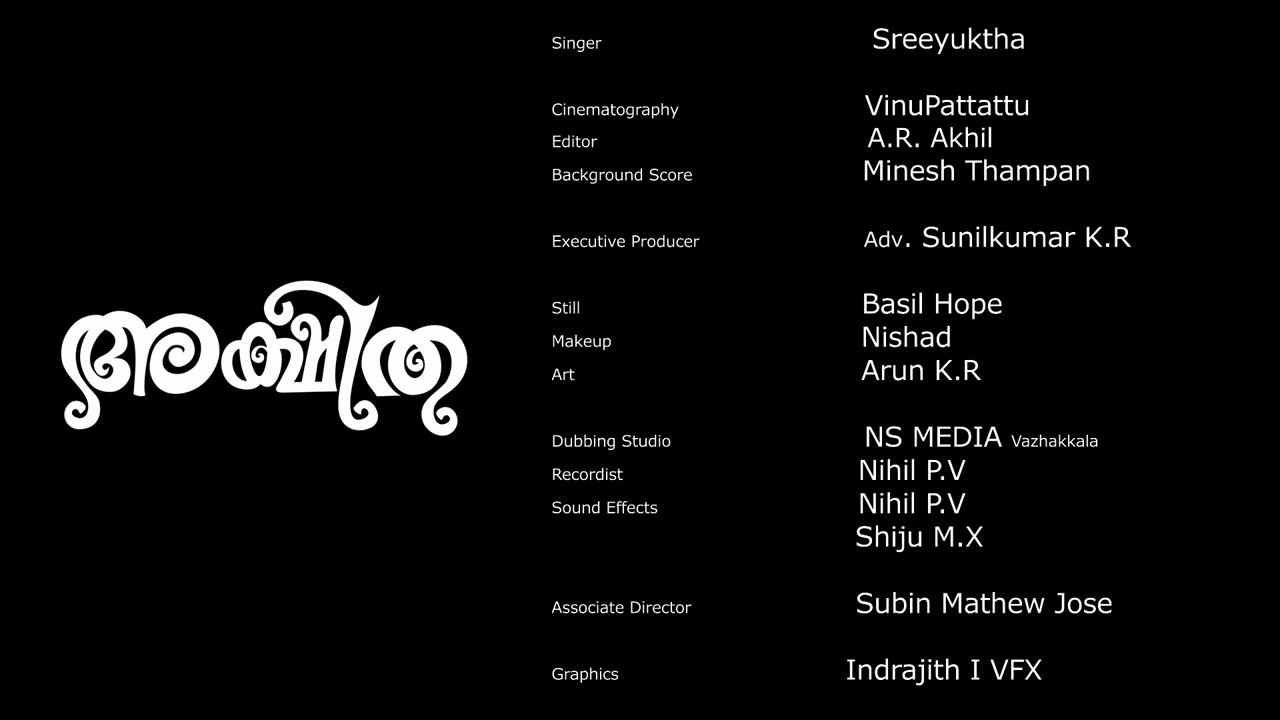 അക്ഷിത
Singer Sreeyuktha
Cinematography VinuPattattu
Editor A.R. Akhil
Background Score Minesh Thampan
Executive Producer Adv. Sunilkumar K.R
Still Basil Hope
Makeup Nishad
Art Arun K.R
Dubbing Studio NS MEDIA Vazhakkala
Recordist Nihil P.V
Sound Effects Nihil P.V
Shiju M.X
Associate Director Subin Mathew Jose
Graphics Indrajith I VFX